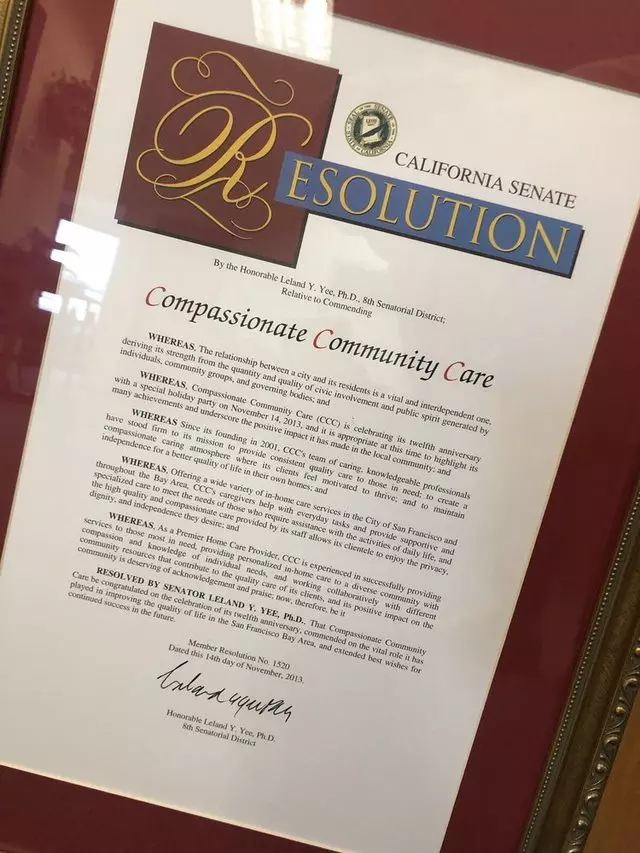 RESOLUTION
CALIFORNIA SENATE
By the Honorable Leland Y. Yee, Ph.D., 8th Senatorial District;
Relative to Commending
Compassionate Community Care
WHEREAS, The relationship between a city and its residents is a vital and interdependent one,
deriving its strength from the quantity and quality of civic involvement and public spirit generated by
individuals, community groups, and governing bodies; and
WHEREAS, Compassionate Community Care (CCC) is celebrating its twelfth anniversary
with a special holiday party on November 14, 2013, and it is appropriate at this time to highlight its
many achievements and underscore the positive impact it has made in the local community; and
WHEREAS Since its founding in 2001, CCC's team of caring, knowledgeable professionals
have stood firm to its mission to provide consistent quality care to those in need; to create a
compassionate caring atmosphere where its clients feel motivated to thrive; and to maintain
independence for a better quality of life in their own homes; and
WHEREAS, Offering a wide variety of in-home care services in the City of San Francisco and
throughout the Bay Area, CCC's caregivers help with everyday tasks and provide supportive and
specialized care to meet the needs of those who require assistance with the activities of daily life, and
the high quality and compassionate care provided by its staff allows its clientele to enjoy the privacy,
dignity, and independence they desire; and
WHEREAS, As a Premier Home Care Provider, CCC is experienced in successfully providing
services to those most in need, providing personalized in-home care to a diverse community with
compassion and knowledge of individual needs, and working collaboratively with different
community resources that contribute to the quality care of its clients, and its positive impact on the
community is deserving of acknowledgement and praise; now, therefore, be it
RESOLVED BY SENATOR LELAND Y. YEE, Ph.D., That Compassionate Community
Care be congratulated on the celebration of its twelfth anniversary, commended on the vital role it has
played in improving the quality of life in the San Francisco Bay Area, and extended best wishes for
continued success in the future.
Member Resolution No. 1520
Dated this 14th day of November, 2013.
Honorable Leland Y. Yee, Ph.D.
8th Senatorial District